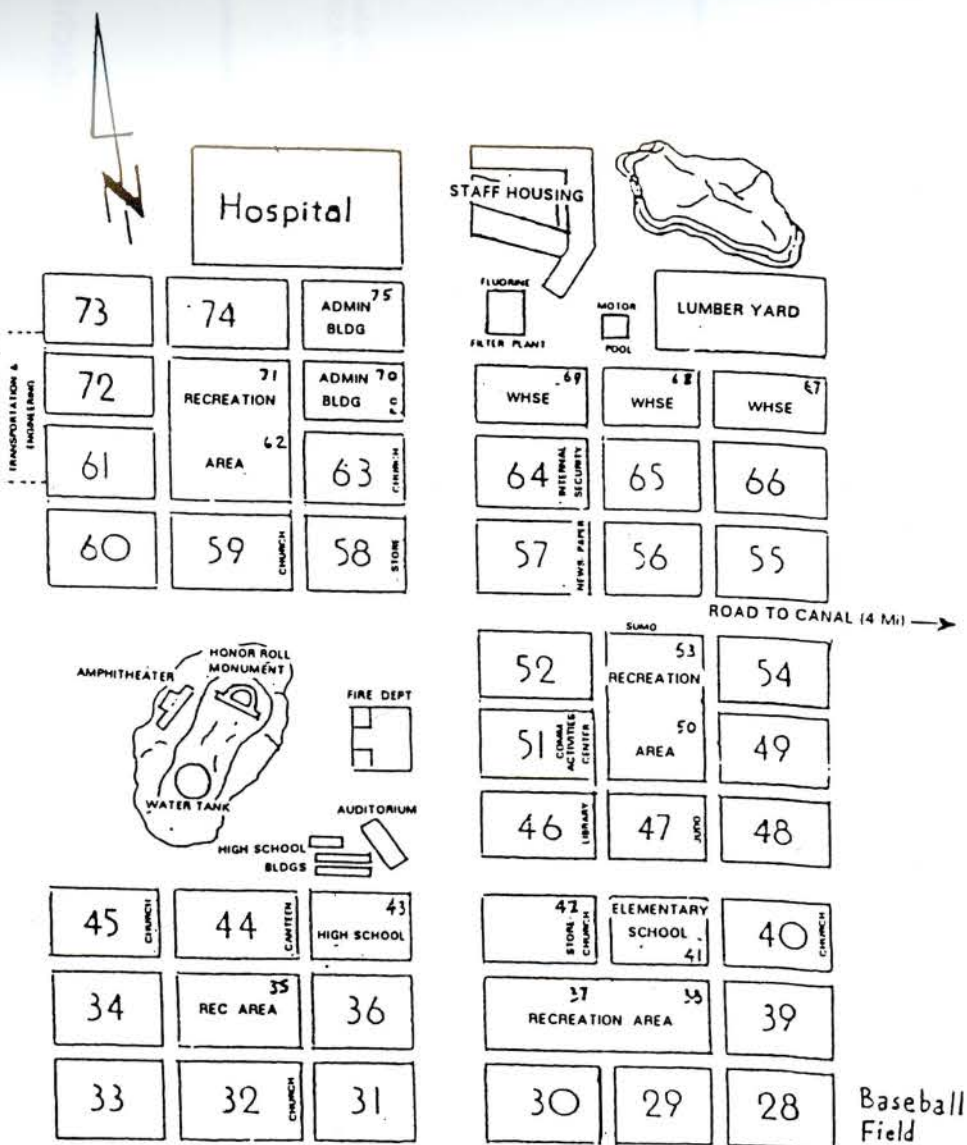 N
Hospital
STAFF HOUSING
FLUORINE
FILTER PLANT
MOTOR
POOL
LUMBER YARD
TRANSPORTATION &
ENGINEERING
73
74
75
ADMIN
BLDG
72
71
RECREATION
62
AREA
70
ADMIN
BLDG
69
WHSE
68
WHSE
67
WHSE
61
63
CHURCH
64
INTERNAL
SECURITY
65
66
60
59
CHURCH
58
STORE
57
NEWS PAPER
56
55
ROAD TO CANAL (4 Mi)
AMPHITHEATER
HONOR ROLL
MONUMENT
WATER TANK
FIRE DEPT
AUDITORIUM
HIGH SCHOOL
BLDGS
52
SUMO
53
RECREATION
50
AREA
54
51
COMM
ACTIVITIES
CENTER
49
46
LIBRARY
47
JUDO
48
45
CHURCH
44
CANTEEN
43
HIGH SCHOOL
42
STORE
CHURCH
ELEMENTARY
SCHOOL
41
40
CHURCH
34
35
REC AREA
36
37
38
RECREATION AREA
39
33
32
CHURCH
31
30
29
28
Baseball
Field